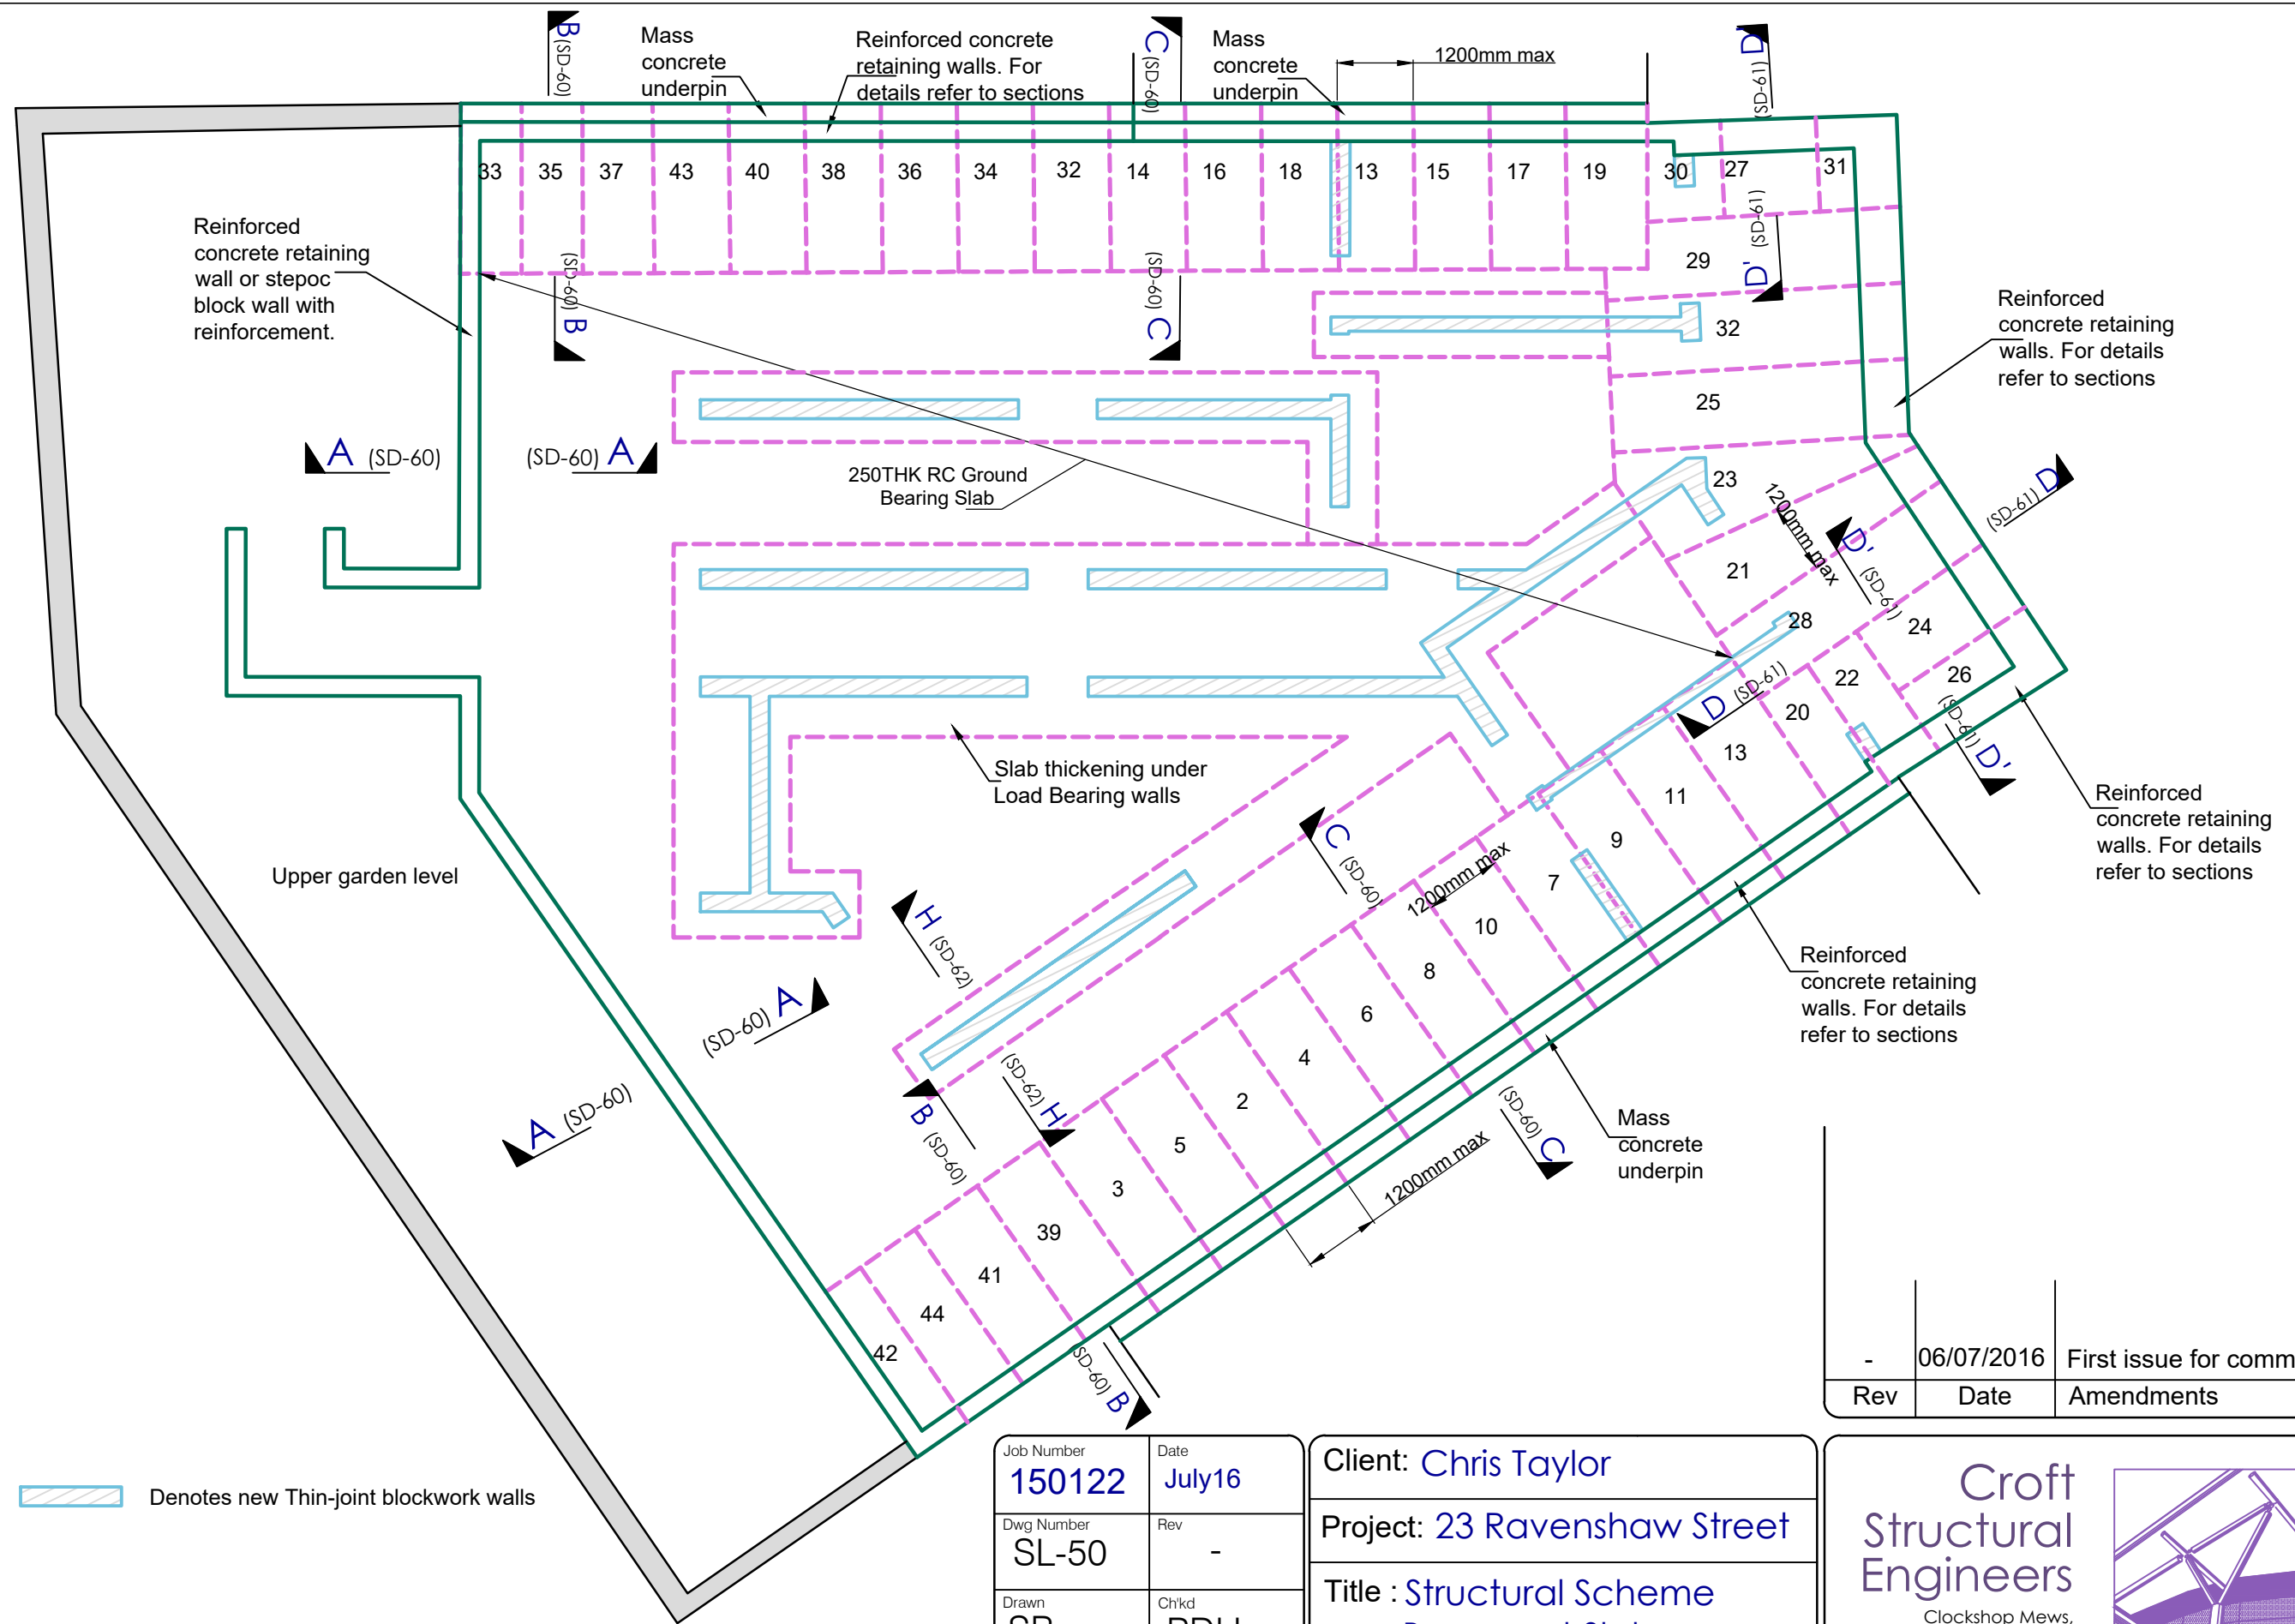 B
(SD-60)
Mass
concrete
underpin
Reinforced concrete
retaining walls. For
details refer to sections
C
(SD-60)
Mass
concrete
underpin
1200mm max
D'
(SD-61)
33 35 37 43 40 38 36 34 32 14 16 18 13 15 17 19 30 27 31
Reinforced
concrete retaining
wall or stepoc
block wall with
reinforcement.
(SD-60)
B
(SD-60)
C
29
(SD-61)
D'
32
25
23
Reinforced
concrete retaining
walls. For details
refer to sections
A (SD-60)
(SD-60) A
250THK RC Ground
Bearing Slab
1200mm max
D'
(SD-61)
(SD-61) D
21
28
24
26
22
20
13
11
9
7
10
8
6
4
2
5
3
39
41
44
42
D (SD-61)
(SD-61)
D'
Slab thickening under
Load Bearing walls
C
(SD-60)
1200mm max
Reinforced
concrete retaining
walls. For details
refer to sections
Upper garden level
H
(SD-62)
Reinforced
concrete retaining
walls. For details
refer to sections
(SD-60) A
A (SD-60)
B
(SD-60)
(SD-62)
H
(SD-60)
C
1200mm max
Mass
concrete
underpin
(SD-60)
B
- 06/07/2016 First issue for comm
Rev Date Amendments
Denotes new Thin-joint blockwork walls
Job Number
150122
Date
July16
Dwg Number
SL-50
Rev
-
Drawn
Ch'kd
Client: Chris Taylor
Project: 23 Ravenshaw Street
Title : Structural Scheme
Croft
Structural
Engineers
Clockshop Mews,